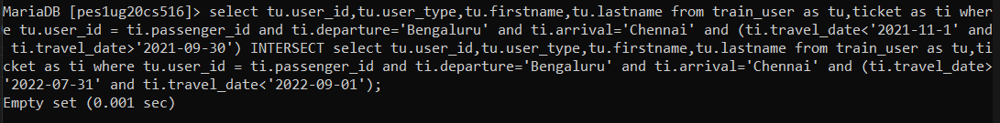 MariaDB [pes1ug20cs516]> select tu.user_id,tu.user_type,tu.firstname,tu.lastname from train_user as tu,ticket as ti wher
e tu.user_id = ti.passenger_id and ti.departure='Bengaluru' and ti.arrival='Chennai' and (ti.travel_date<'2021-11-1' and
 ti.travel_date>'2021-09-30') INTERSECT select tu.user_id,tu.user_type,tu.firstname,tu.lastname from train_user as tu,ti
cket as ti where tu.user_id = ti.passenger_id and ti.departure='Bengaluru' and ti.arrival='Chennai' and (ti.travel_date>
'2022-07-31' and ti.travel_date<'2022-09-01');
Empty set (0.001 sec)